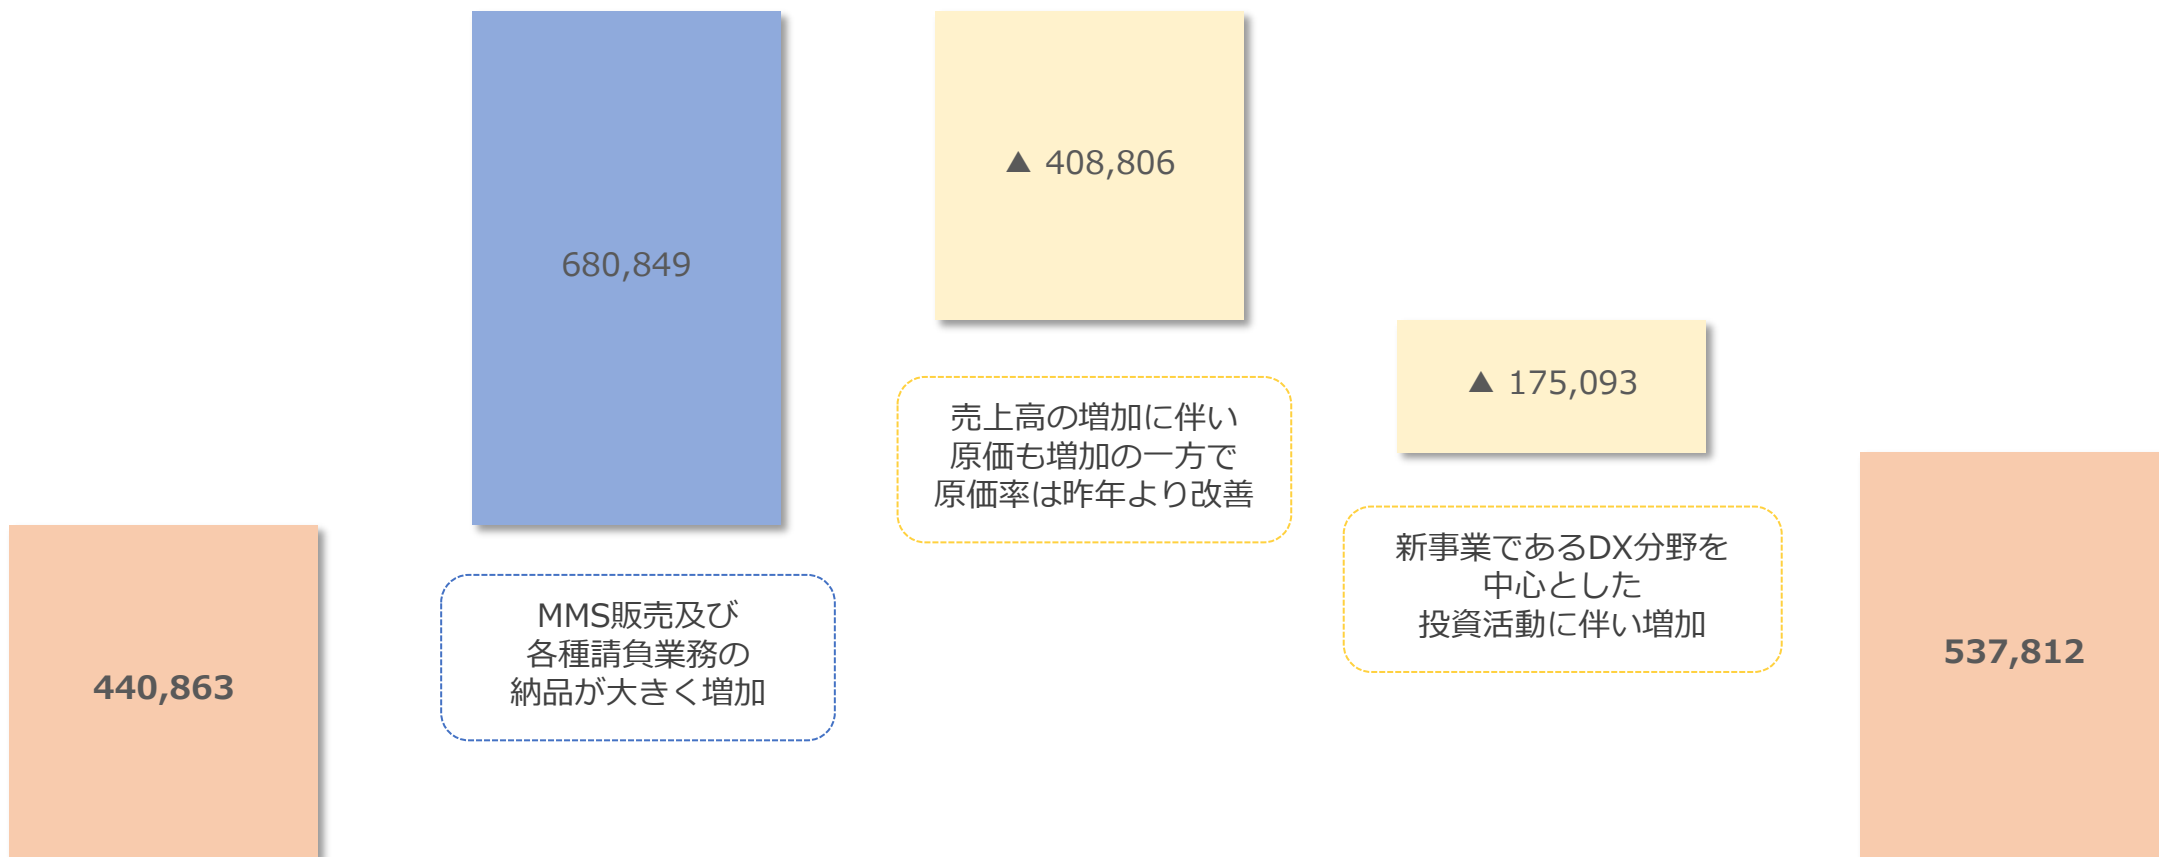 440,863
680,849
MMS販売及び
各種請負業務の
納品が大きく増加
▲ 408,806
売上高の増加に伴い
原価も増加の一方で
原価率は昨年より改善
▲ 175,093
新事業であるDX分野を
中心とした
投資活動に伴い増加
537,812